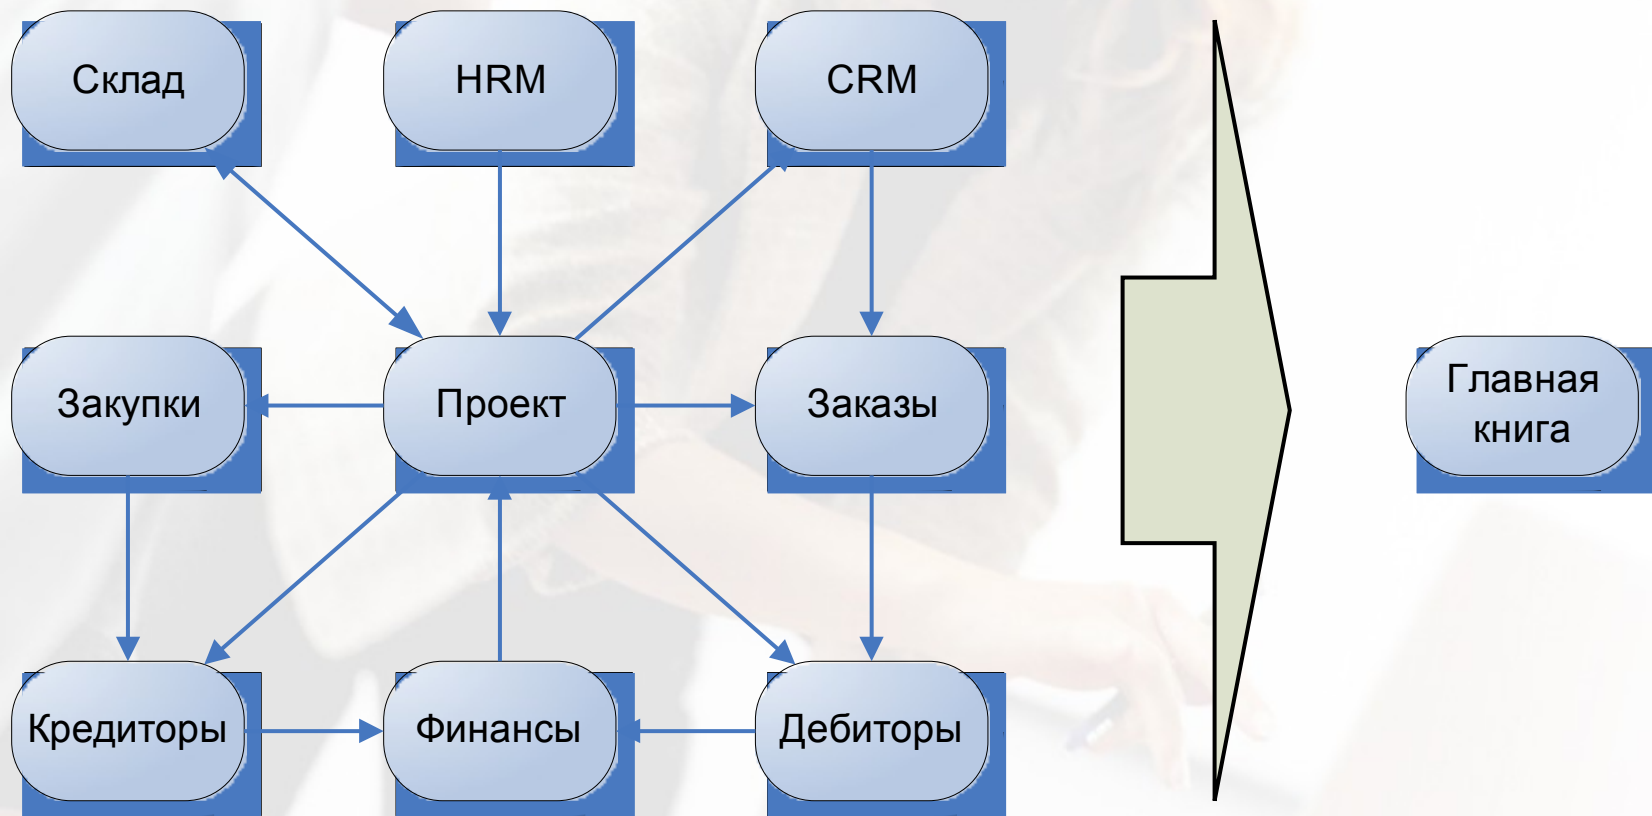 Склад
HRM
CRM
Закупки
Проект
Заказы
Главная
книга
Кредиторы
Финансы
Дебиторы